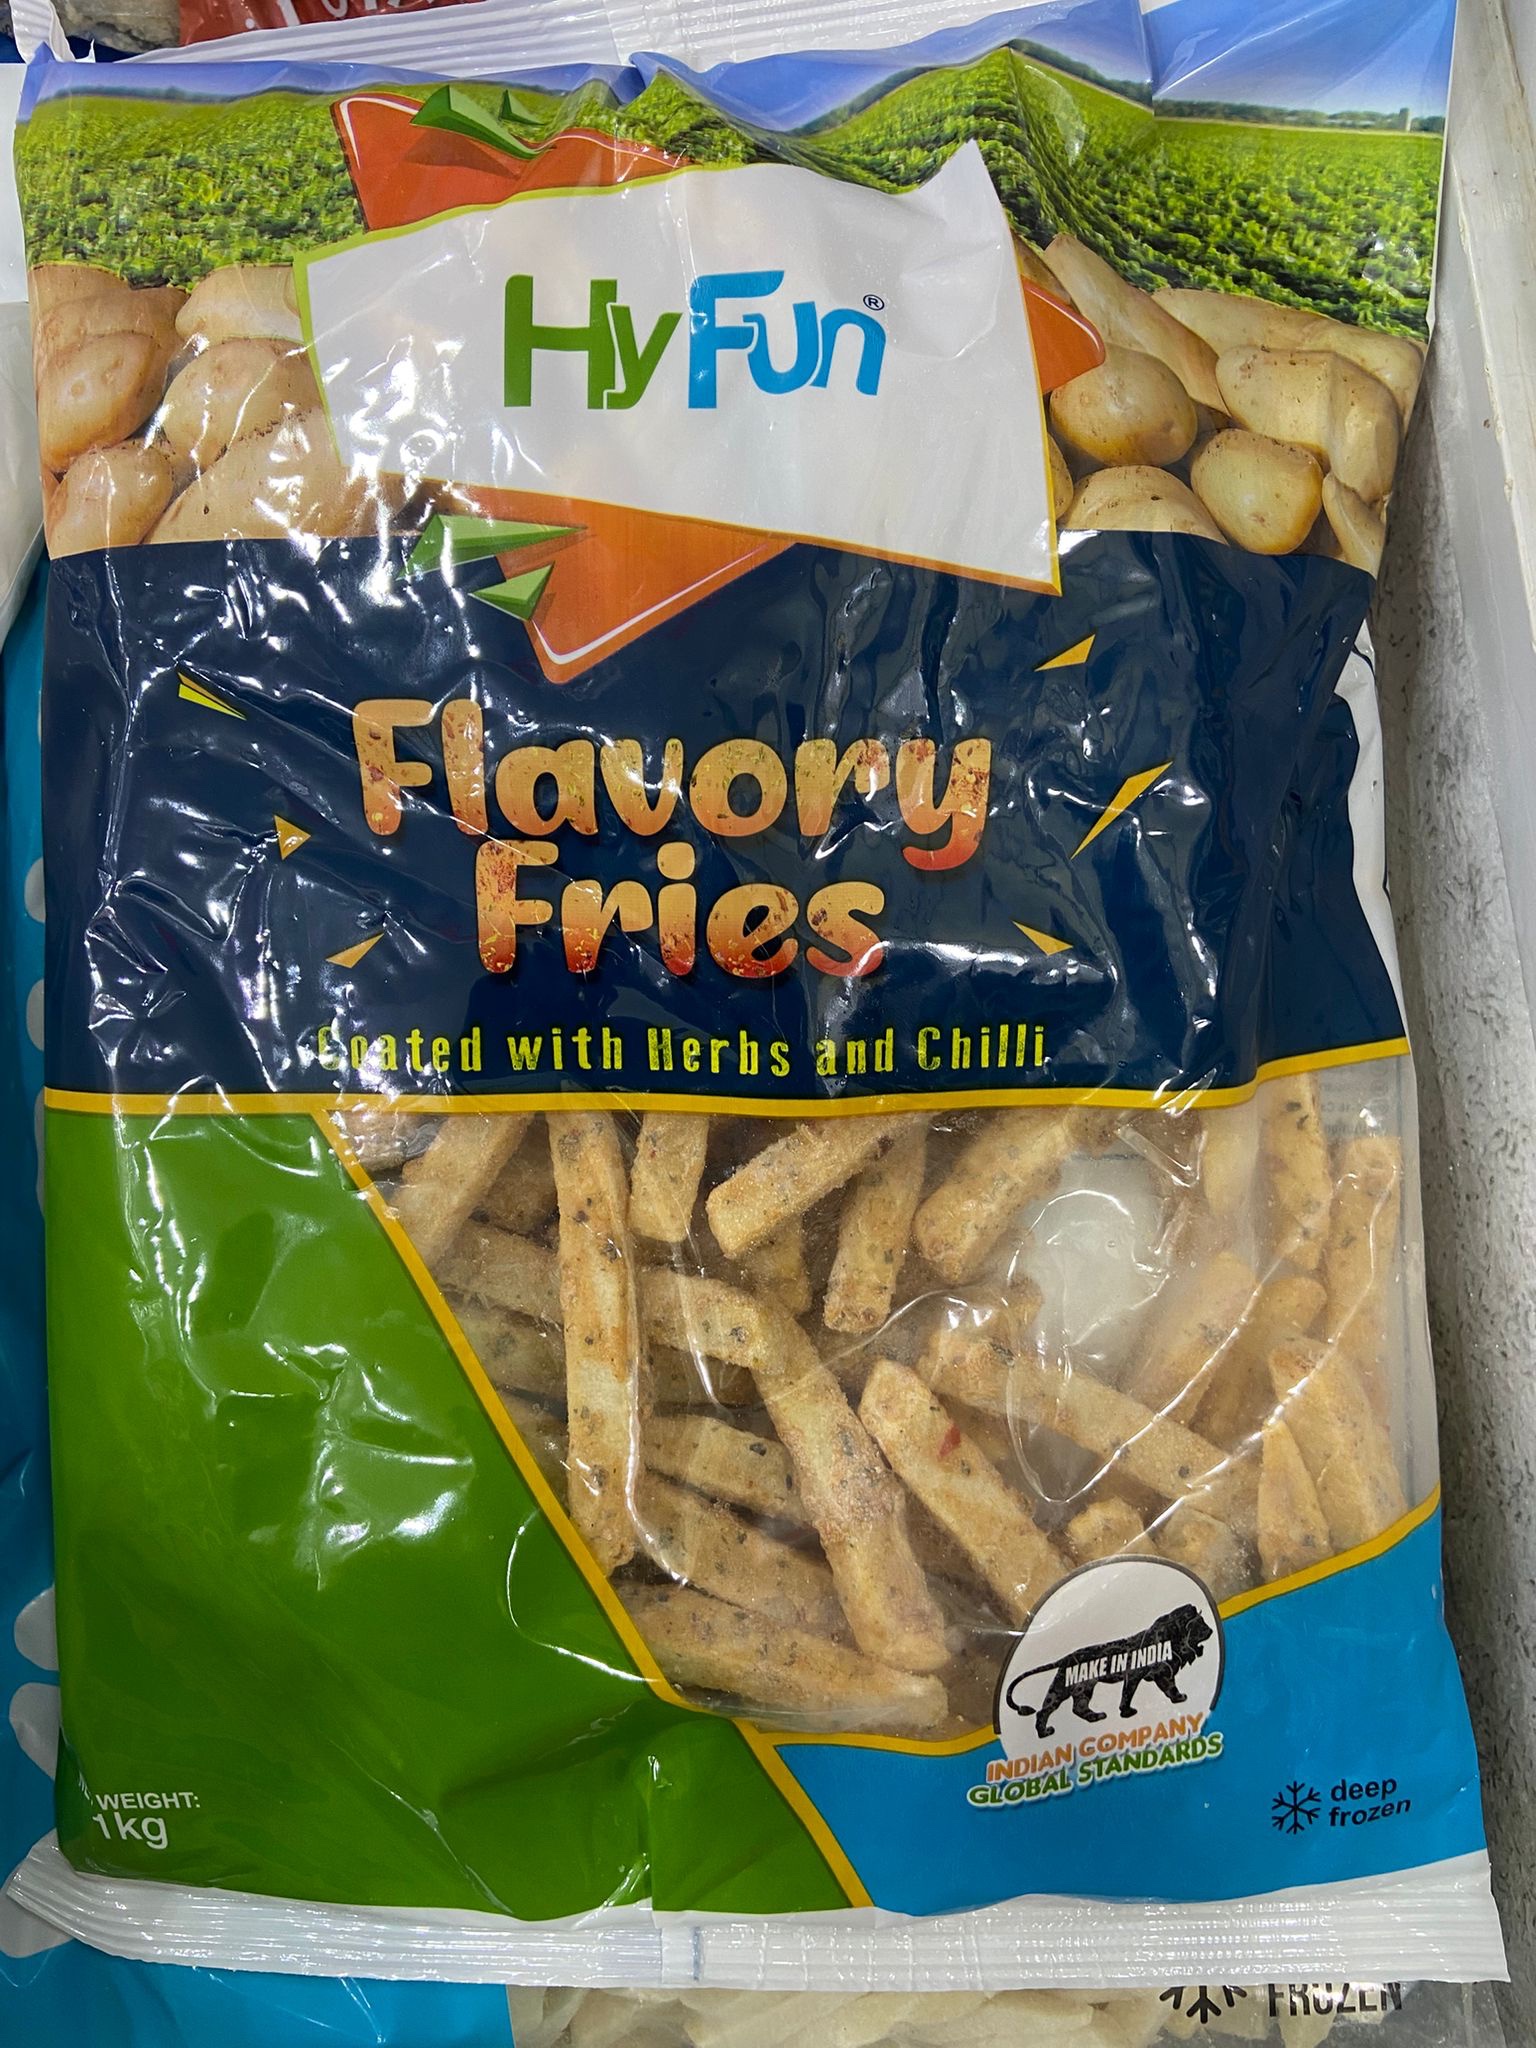 HyFun®
Flavory
Fries
Coated with Herbs and Chilli
MAKE IN INDIA
INDIAN COMPANY
GLOBAL STANDARDS
WEIGHT:
1kg
deep
frozen
FROZEN